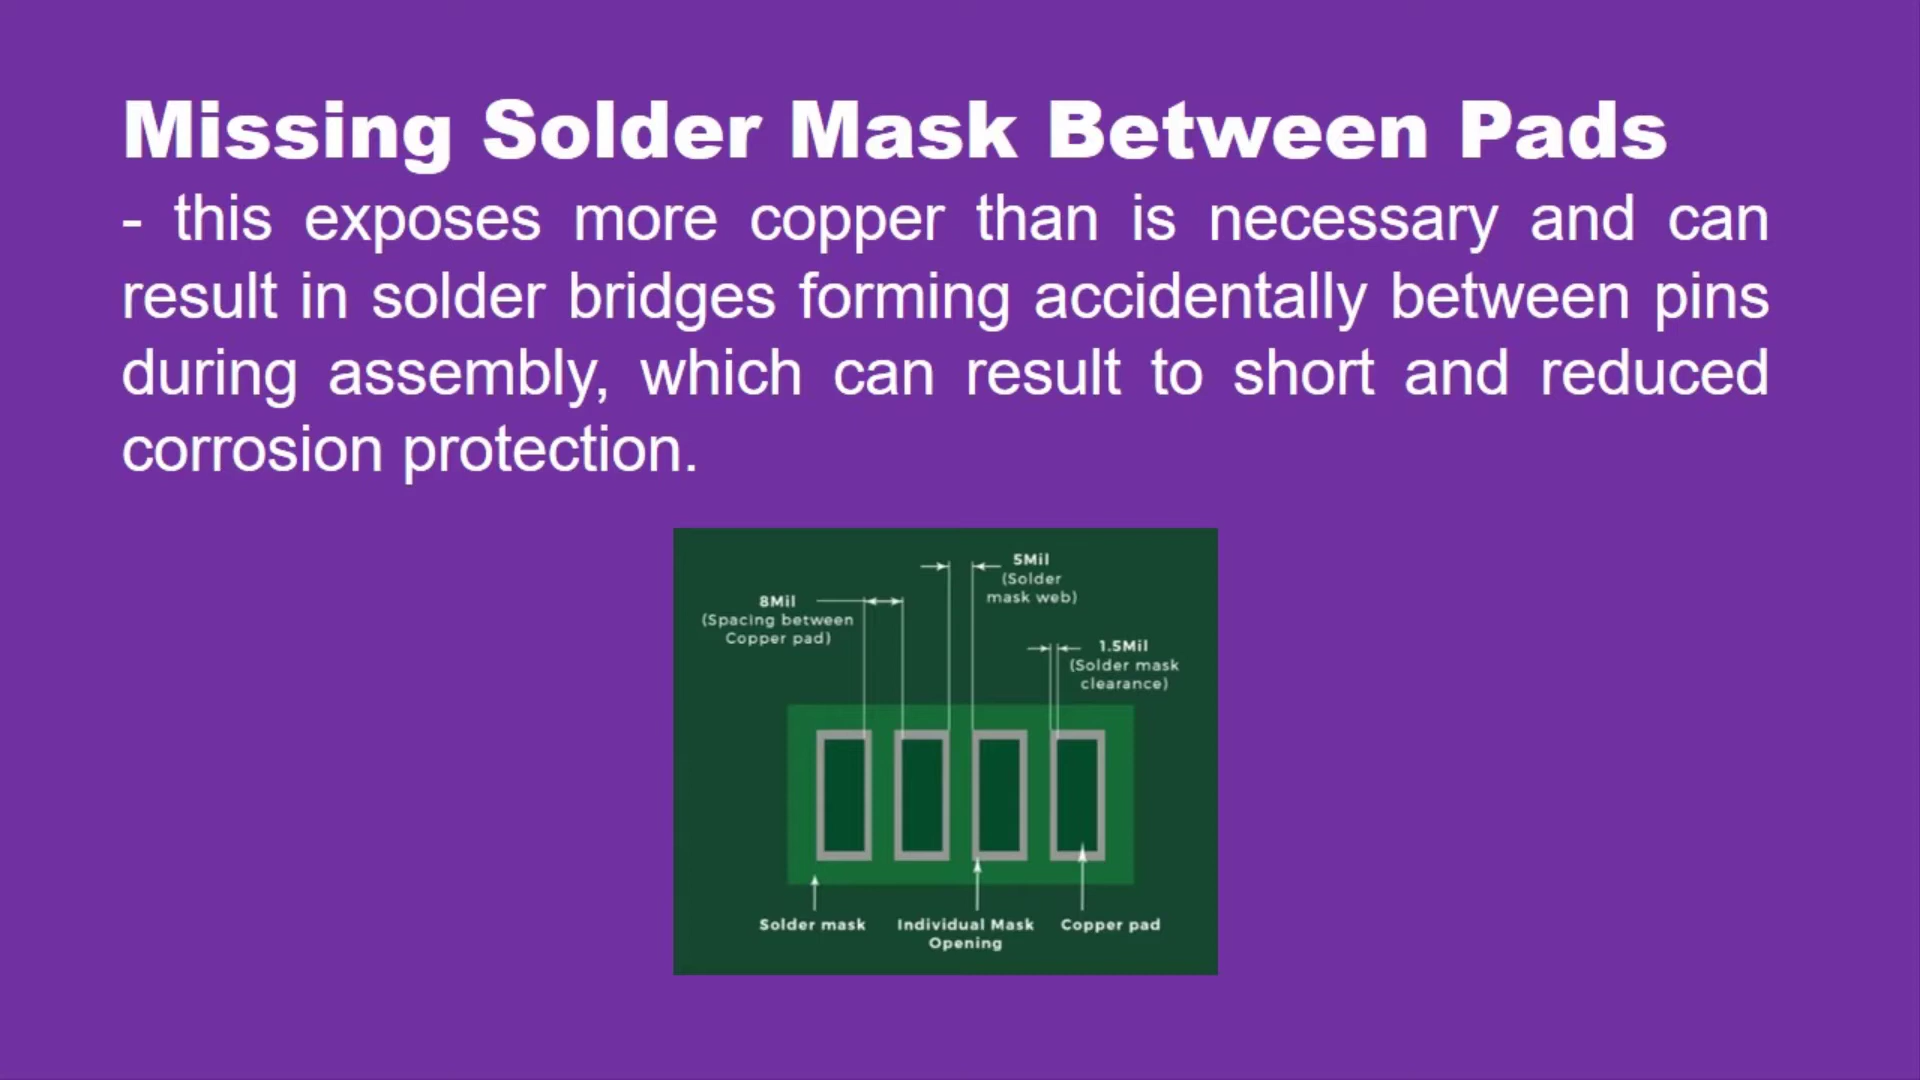 Missing Solder Mask Between Pads
- this exposes more copper than is necessary and can
result in solder bridges forming accidentally between pins
during assembly, which can result to short and reduced
corrosion protection.
5Mil
(Solder
mask web)
8Mil
(Spacing between
Copper pad)
1.5Mil
(Solder mask
clearance)
Solder mask
Individual Mask
Opening
Copper pad